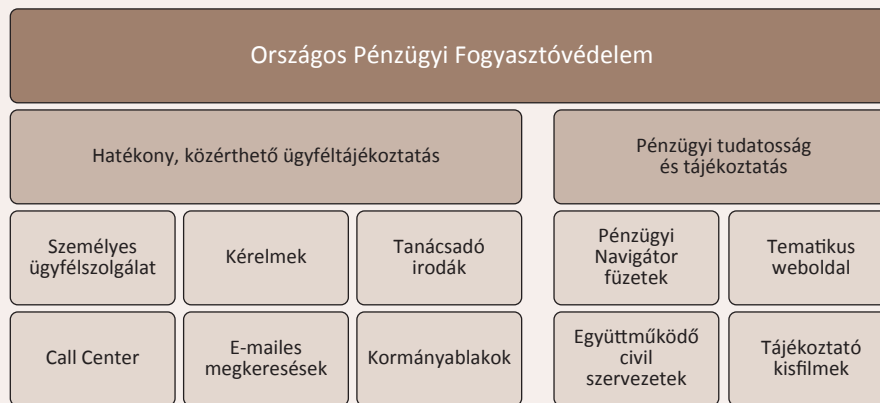 Országos Pénzügyi Fogyasztóvédelem
Hatékony, közérthető ügyféltájékoztatás
Pénzügyi tudatosság
és tájékoztatás
Személyes
ügyfélszolgálat
Kérelmek
Tanácsadó
irodák
Pénzügyi
Navigátor
füzetek
Tematikus
weboldal
Call Center
E-mailes
megkeresések
Kormányablakok
Együttműködő
civil
szervezetek
Tájékoztató
kisfilmek